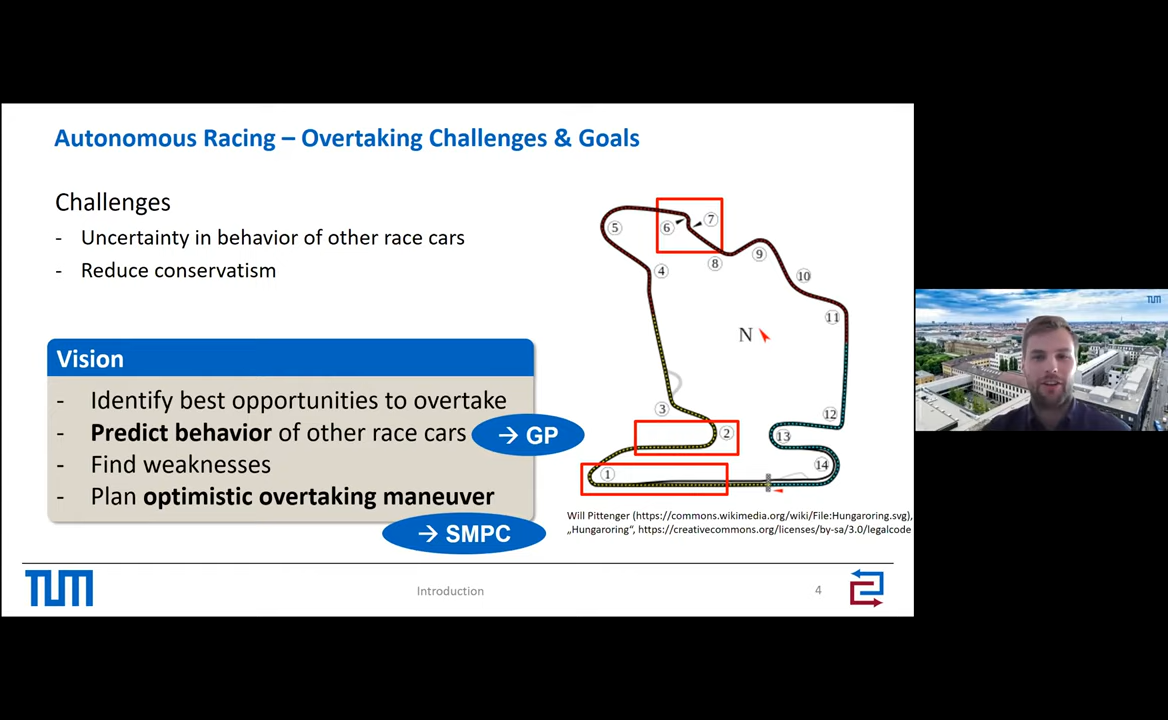 Autonomous Racing – Overtaking Challenges & Goals
Challenges
- Uncertainty in behavior of other race cars
- Reduce conservatism
Vision
- Identify best opportunities to overtake
- Predict behavior of other race cars
→ GP
- Find weaknesses
- Plan optimistic overtaking maneuver
→ SMPC
5
6
7
8
9
4
10
11
N
3
2
12
13
1
14
Will Pittenger (https://commons.wikimedia.org/wiki/File:Hungaroring.svg),
„Hungaroring“, https://creativecommons.org/licenses/by-sa/3.0/legalcode
TUM
Introduction
4
TUM